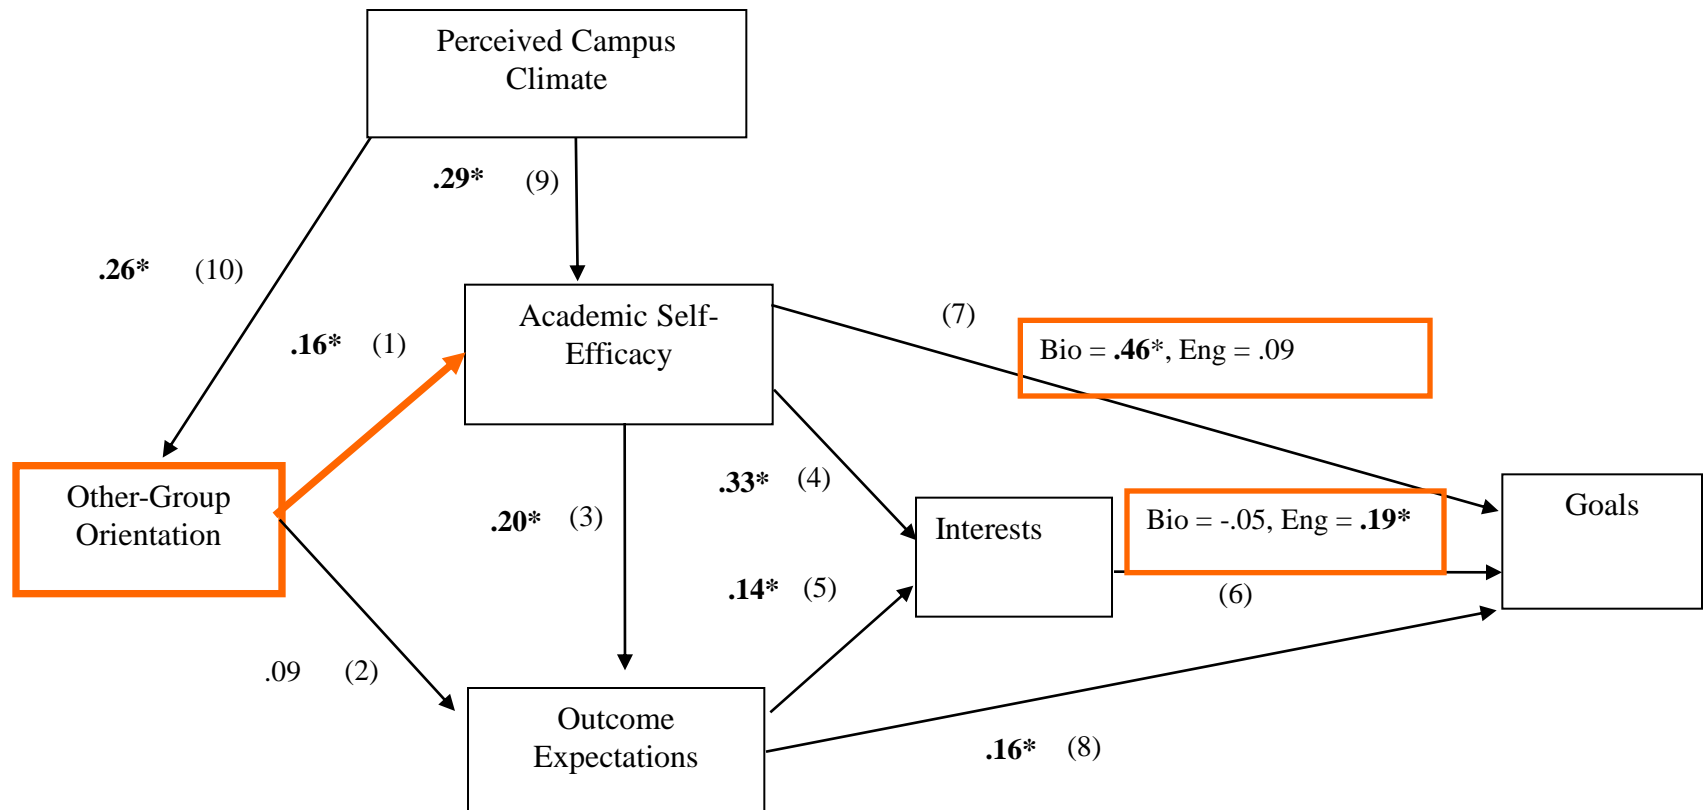 Perceived Campus
Climate
.29* (9)
.26* (10)
.16* (1)
Academic Self-
Efficacy
(7)
Bio = .46*, Eng = .09
Other-Group
Orientation
.33* (4)
.20* (3)
Interests
Bio = -.05, Eng = .19*
Goals
.14* (5)
(6)
.09 (2)
Outcome
Expectations
.16* (8)